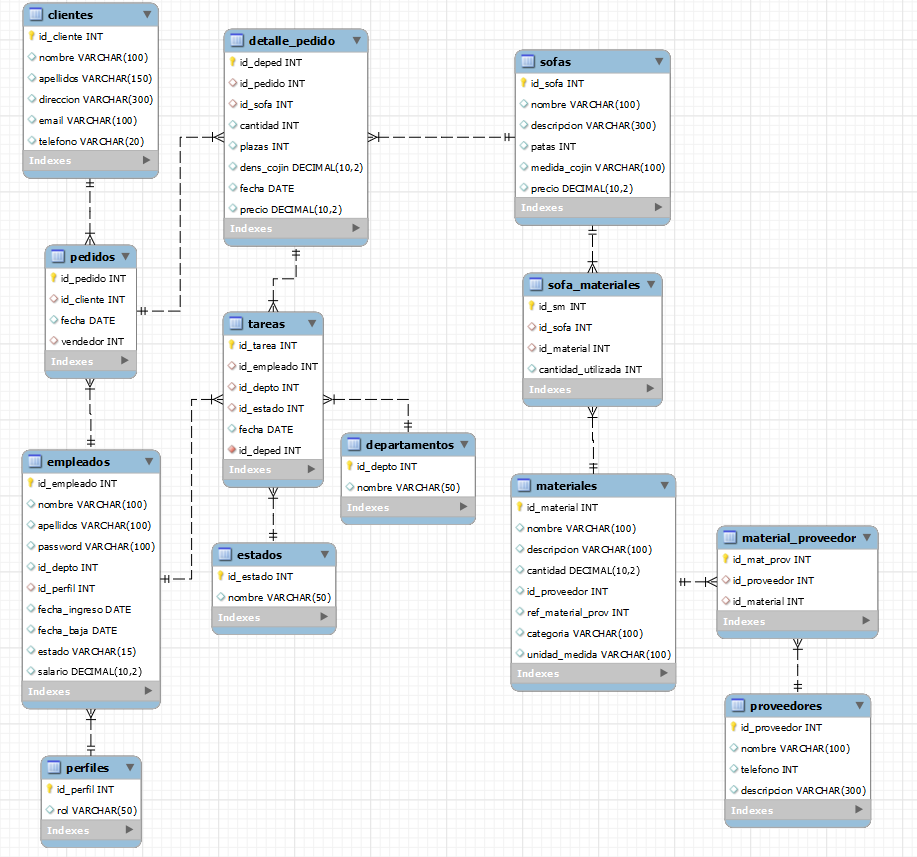 clientes
id_cliente INT
nombre VARCHAR(100)
apellidos VARCHAR(150)
direccion VARCHAR(300)
email VARCHAR(100)
telefono VARCHAR(20)
Indexes
detalle_pedido
id_deped INT
id_pedido INT
id_sofa INT
cantidad INT
plazas INT
dens_cojin DECIMAL(10,2)
fecha DATE
precio DECIMAL(10,2)
Indexes
sofas
id_sofa INT
nombre VARCHAR(100)
descripcion VARCHAR(300)
patas INT
medida_cojin VARCHAR(100)
precio DECIMAL(10,2)
Indexes
pedidos
id_pedido INT
id_cliente INT
fecha DATE
vendedor INT
Indexes
tareas
id_tarea INT
id_empleado INT
id_depto INT
id_estado INT
fecha DATE
id_deped INT
Indexes
sofa_materiales
id_sm INT
id_sofa INT
id_material INT
cantidad_utilizada INT
Indexes
empleados
id_empleado INT
nombre VARCHAR(100)
apellidos VARCHAR(100)
password VARCHAR(100)
id_depto INT
id_perfil INT
fecha_ingreso DATE
fecha_baja DATE
estado VARCHAR(15)
salario DECIMAL(10,2)
Indexes
departamentos
id_depto INT
nombre VARCHAR(50)
Indexes
estados
id_estado INT
nombre VARCHAR(50)
Indexes
materiales
id_material INT
nombre VARCHAR(100)
descripcion VARCHAR(100)
cantidad DECIMAL(10,2)
id_proveedor INT
ref_material_prov INT
categoria VARCHAR(100)
unidad_medida VARCHAR(100)
Indexes
material_proveedor
id_mat_prov INT
id_proveedor INT
id_material INT
Indexes
proveedores
id_proveedor INT
nombre VARCHAR(100)
telefono INT
descripcion VARCHAR(300)
Indexes
perfiles
id_perfil INT
rol VARCHAR(50)
Indexes